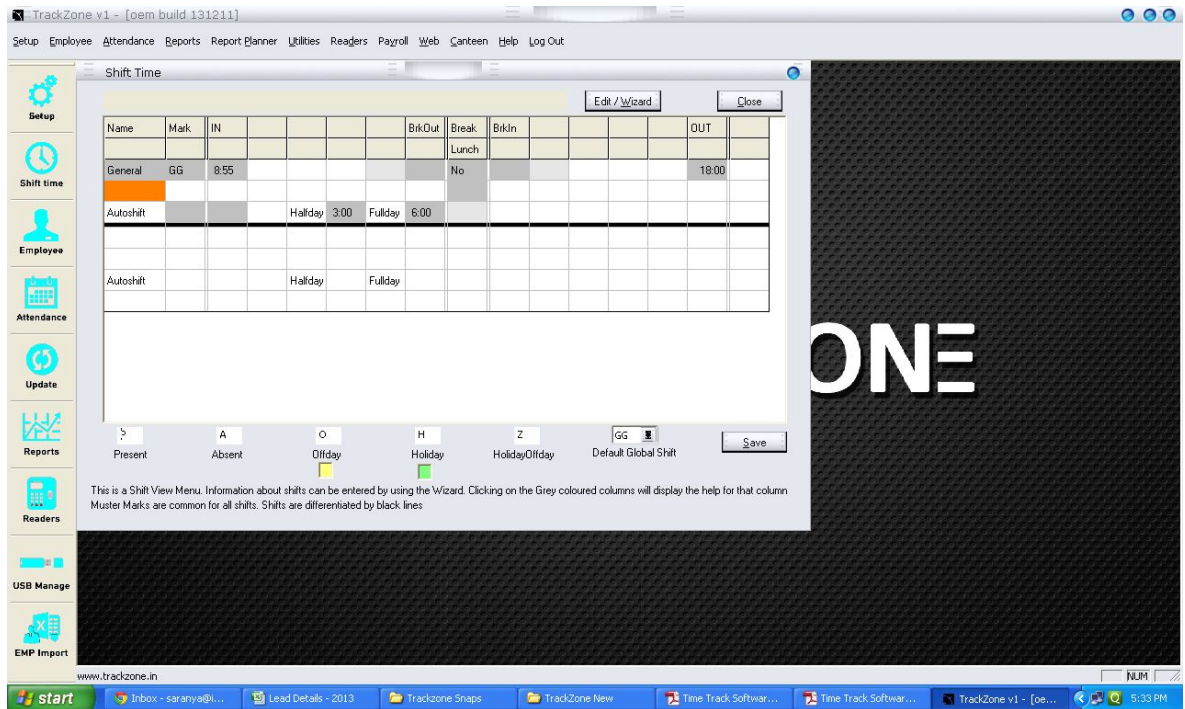 TrackZone v1 - [oem build 131211]
Setup Employee Attendance Reports Report Planner Utilities Readers Payroll Web Canteen Help Log Out
Setup
Shift time
Employee
Attendance
Update
Reports
Readers
USB Manage
EMP Import
Shift Time
Edit / Wizard Close
Name Mark IN BrkOut Break BrkIn OUT
Lunch
General GG 8:55 No 18:00
Autoshift Halfday 3:00 Fullday 6:00
Autoshift Halfday Fullday
A O H Z GG
Present Absent Offday Holiday HolidayOffday Default Global Shift Save
This is a Shift View Menu. Information about shifts can be entered by using the Wizard. Clicking on the Grey coloured columns will display the help for that column
Muster Marks are common for all shifts. Shifts are differentiated by black lines
ONE
www.trackzone.in NUM
start Inbox - saranya@i... Lead Details - 2013 Trackzone Snaps TrackZone New Time Track Softwar... Time Track Softwar... TrackZone v1 - [oe... 5:33 PM